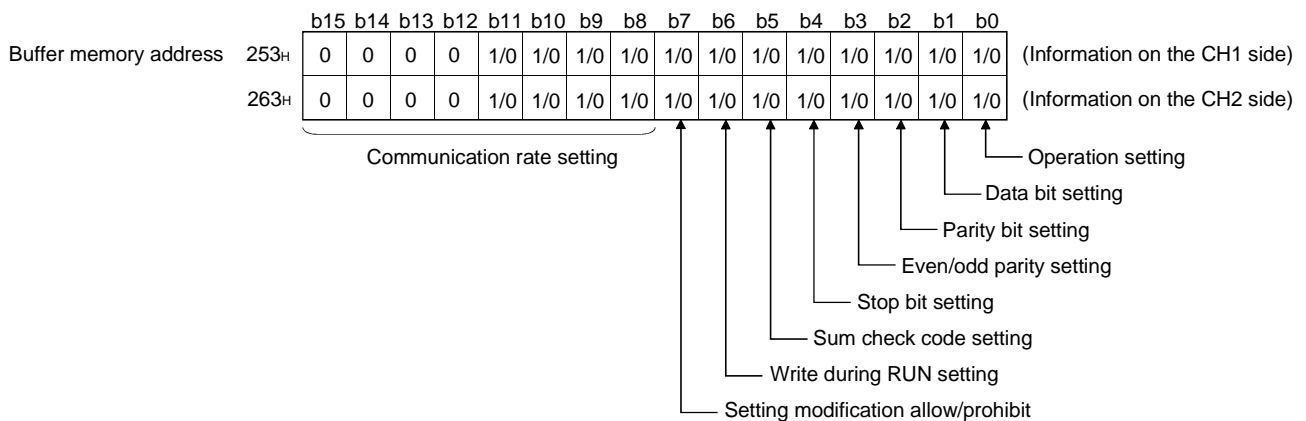 b15 b14 b13 b12 b11 b10 b9 b8 b7 b6 b5 b4 b3 b2 b1 b0
Buffer memory address 253H 0 0 0 0 1/0 1/0 1/0 1/0 1/0 1/0 1/0 1/0 1/0 1/0 1/0 1/0 (Information on the CH1 side)
263H 0 0 0 0 1/0 1/0 1/0 1/0 1/0 1/0 1/0 1/0 1/0 1/0 1/0 1/0 (Information on the CH2 side)
Communication rate setting
Operation setting
Data bit setting
Parity bit setting
Even/odd parity setting
Stop bit setting
Sum check code setting
Write during RUN setting
Setting modification allow/prohibit